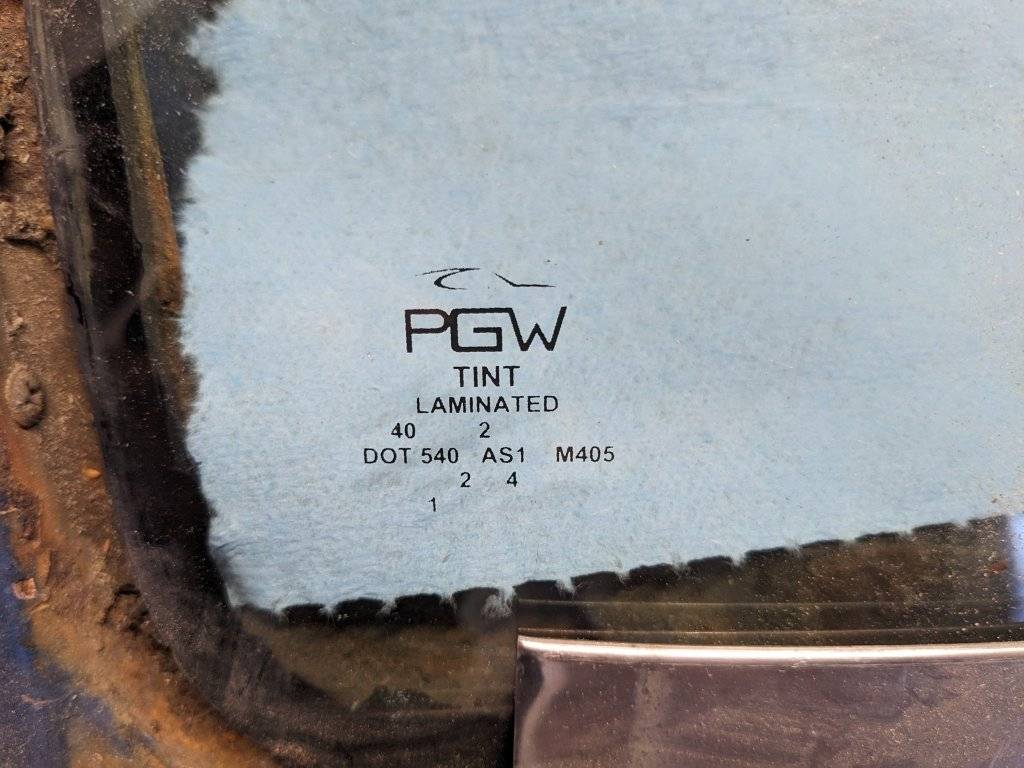 PGW
TINT
LAMINATED
40 2
DOT 540 AS1 M405
2 4
1